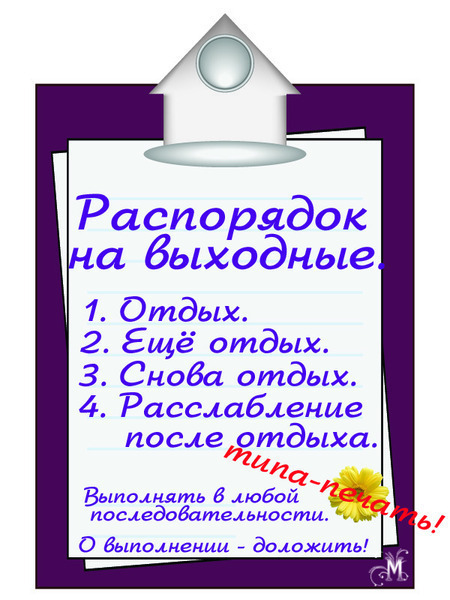 Распорядок
на выходные.
1. Отдых.
2. Ещё отдых.
3. Снова отдых.
4. Расслабление
после отдыха.
типа-печать!
Выполнять в любой
последовательности.
О выполнении - доложить!
М